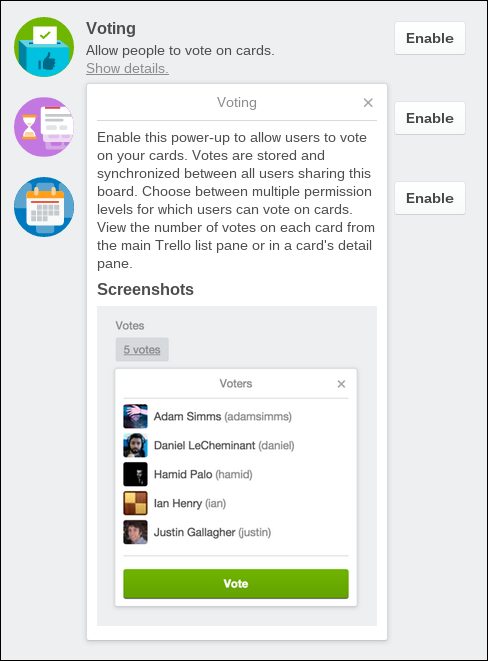 Voting
Allow people to vote on cards.
Show details.
Enable
Voting ×
Enable this power-up to allow users to vote
on your cards. Votes are stored and
synchronized between all users sharing this
board. Choose between multiple permission
levels for which users can vote on cards.
View the number of votes on each card from
the main Trello list pane or in a card's detail
pane.
Screenshots
Votes
5 votes
Voters ×
Adam Simms (adamsimms)
Daniel LeCheminant (daniel)
Hamid Palo (hamid)
Ian Henry (ian)
Justin Gallagher (justin)
Vote
Enable
Enable